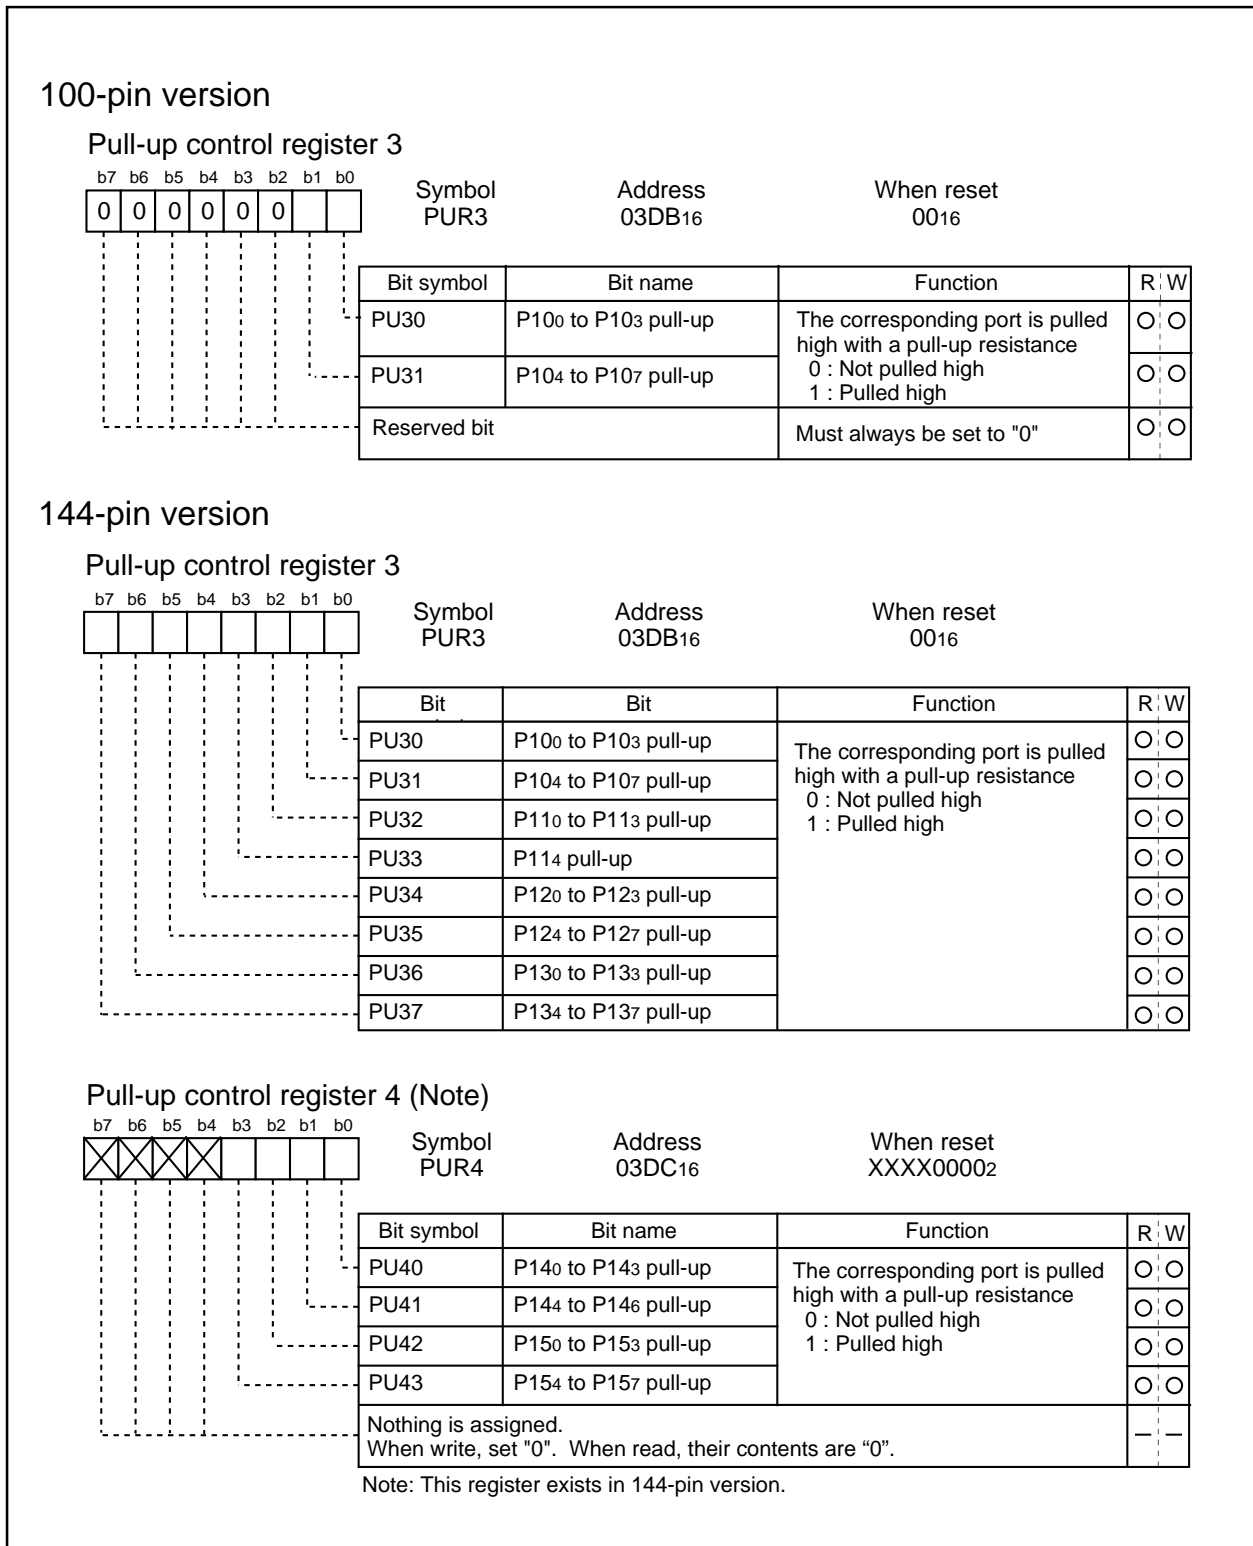 100-pin version
Pull-up control register 3
b7 b6 b5 b4 b3 b2 b1 b0
0 0 0 0 0 0
Symbol Address When reset
PUR3 03DB16 0016
Bit symbol Bit name Function R W
PU30 P100 to P103 pull-up The corresponding port is pulled
high with a pull-up resistance
0 : Not pulled high
PU31 P104 to P107 pull-up
1 : Pulled high
Reserved bit Must always be set to "0"
144-pin version
Pull-up control register 3
b7 b6 b5 b4 b3 b2 b1 b0
Symbol Address When reset
PUR3 03DB16 0016
Bit Bit Function R W
PU30 P100 to P103 pull-up The corresponding port is pulled
PU31 P104 to P107 pull-up high with a pull-up resistance
0 : Not pulled high
PU32 P110 to P113 pull-up 1 : Pulled high
PU33 P114 pull-up
PU34 P120 to P123 pull-up
PU35 P124 to P127 pull-up
PU36 P130 to P133 pull-up
PU37 P134 to P137 pull-up
Pull-up control register 4 (Note)
b7 b6 b5 b4 b3 b2 b1 b0
Symbol Address When reset
PUR4 03DC16 XXXX00002
Bit symbol Bit name Function R W
PU40 P140 to P143 pull-up The corresponding port is pulled
PU41 P144 to P146 pull-up high with a pull-up resistance
0 : Not pulled high
PU42 P150 to P153 pull-up 1 : Pulled high
PU43 P154 to P157 pull-up
Nothing is assigned.
When write, set "0". When read, their contents are “0”.
Note: This register exists in 144-pin version.